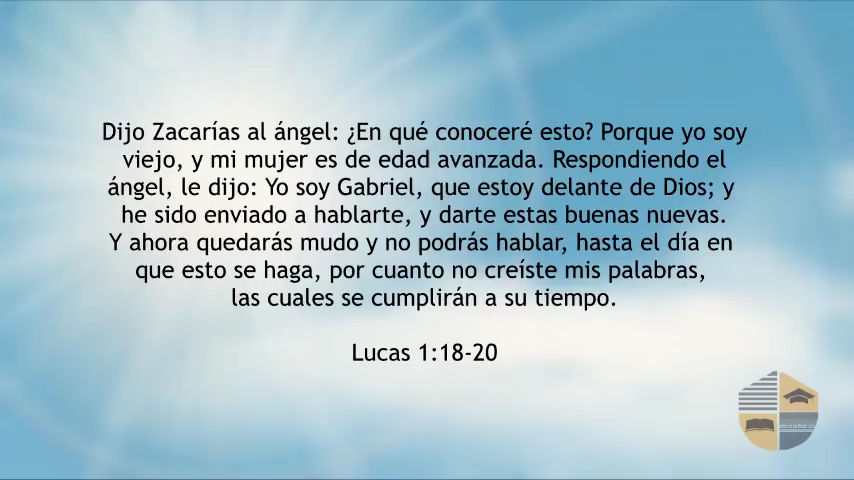 Dijo Zacarías al ángel: ¿En qué conoceré esto? Porque yo soy
viejo, y mi mujer es de edad avanzada. Respondiendo el
ángel, le dijo: Yo soy Gabriel, que estoy delante de Dios; y
he sido enviado a hablarte, y darte estas buenas nuevas.
Y ahora quedarás mudo y no podrás hablar, hasta el día en
que esto se haga, por cuanto no creíste mis palabras,
las cuales se cumplirán a su tiempo.
Lucas 1:18-20